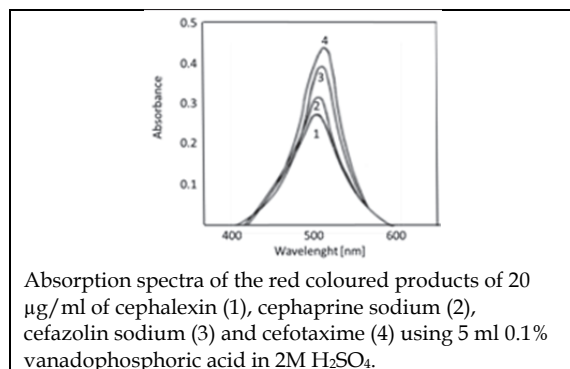 0.5
4
0.4
3
Absorbance
0.3
2
0.2
1
0.1
400 500 600
Wavelenght [nm]
Absorption spectra of the red coloured products of 20
µg/ml of cephalexin (1), cephaprine sodium (2),
cefazolin sodium (3) and cefotaxime (4) using 5 ml 0.1%
vanadophosphoric acid in 2M H₂SO₄.